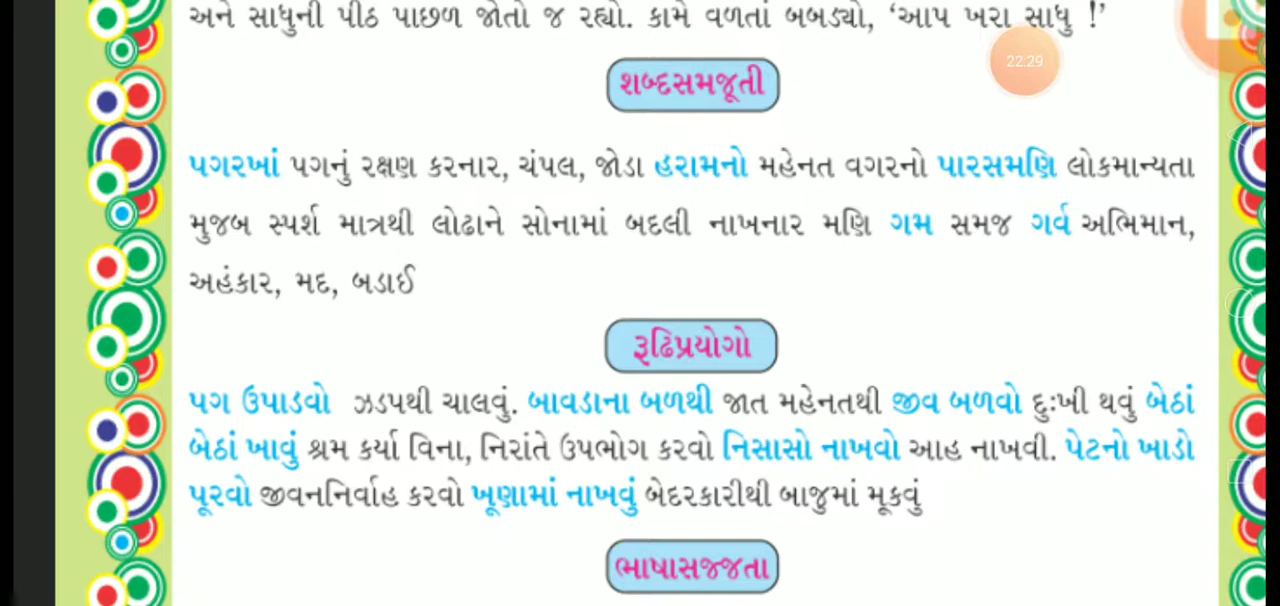 અને સાધુની પીઠ પાછળ જોતો જ રહ્યો. કામે વળતાં બબડ્યો, ‘આપ ખરા સાધુ !’
22:29
શબ્દસમજૂતી
પગરખાં પગનું રક્ષણ કરનાર, ચંપલ, જોડા હરામનો મહેનત વગરનો પારસમણિ લોકમાન્યતા
મુજબ સ્પર્શ માત્રથી લોઢાને સોનામાં બદલી નાખનાર મણિ ગમ સમજ ગર્વ અભિમાન,
અહંકાર, મદ, બડાઈ
રૂઢિપ્રયોગો
પગ ઉપાડવો ઝડપથી ચાલવું. બાવડાના બળથી જાત મહેનતથી જીવ બળવો દુઃખી થવું બેઠાં
બેઠાં ખાવું શ્રમ કર્યા વિના, નિરાંતે ઉપભોગ કરવો નિસાસો નાખવો આહ નાખવી. પેટનો ખાડો
પૂરવો જીવનનિર્વાહ કરવો ખૂણામાં નાખવું બેદરકારીથી બાજુમાં મૂકવું
ભાષાસજ્જતા